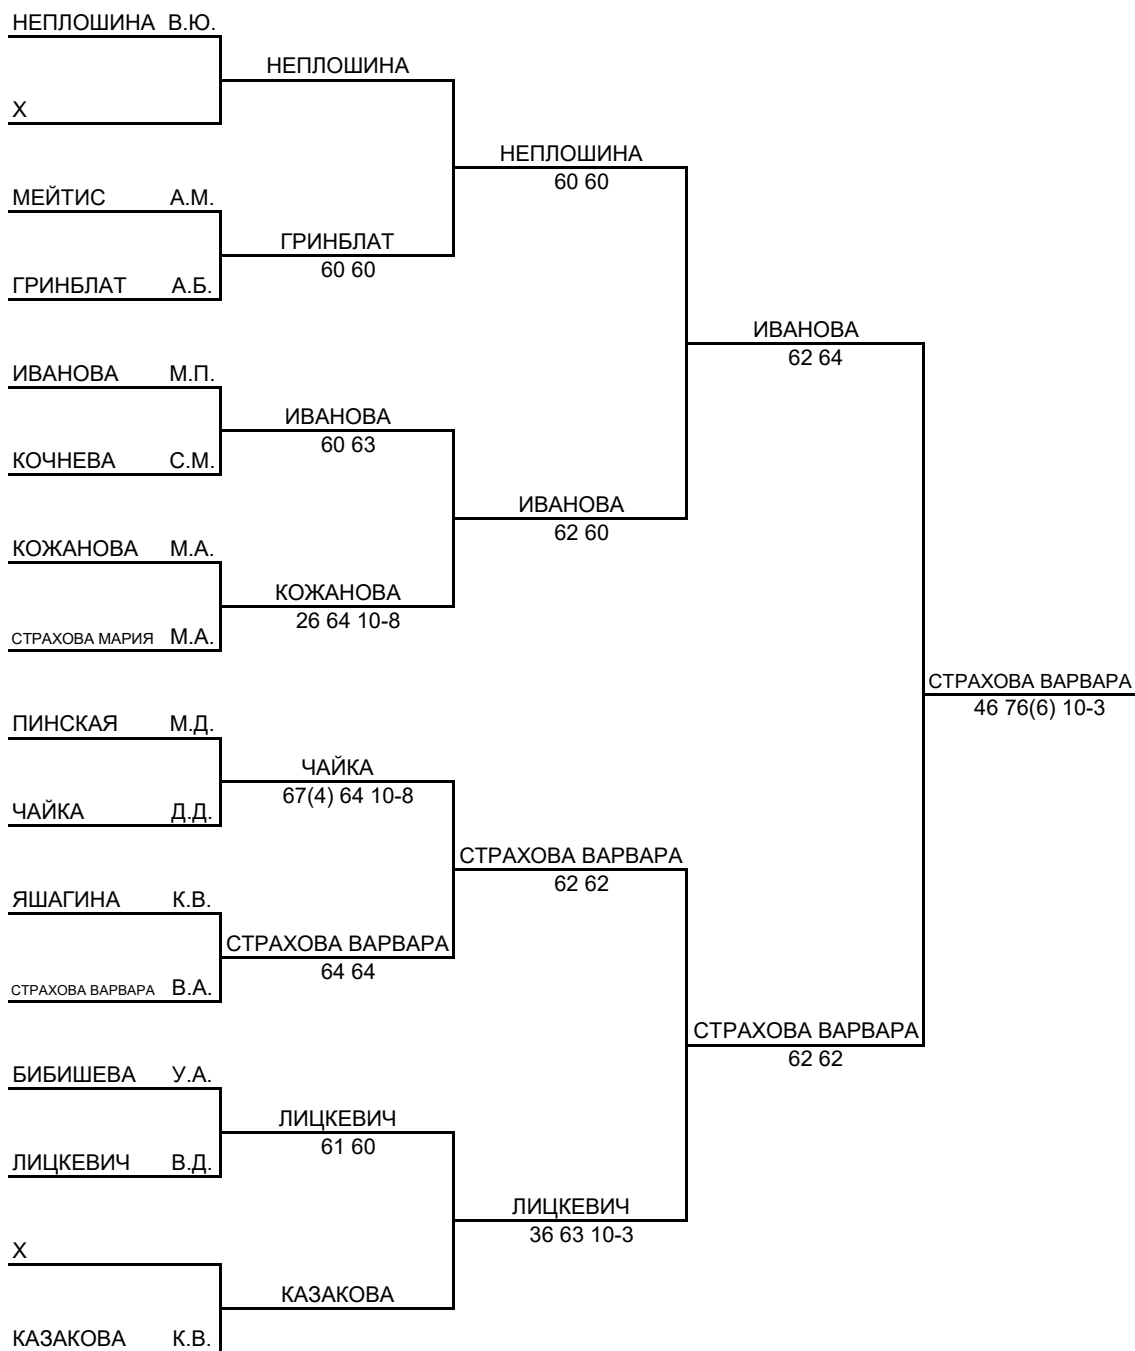 НЕПЛОШИНА В.Ю.
НЕПЛОШИНА
Х
НЕПЛОШИНА
60 60
МЕЙТИС А.М.
ГРИНБЛАТ
60 60
ГРИНБЛАТ А.Б.
ИВАНОВА
62 64
ИВАНОВА М.П.
ИВАНОВА
60 63
КОЧНЕВА С.М.
ИВАНОВА
62 60
КОЖАНОВА М.А.
КОЖАНОВА
26 64 10-8
СТРАХОВА МАРИЯ М.А.
СТРАХОВА ВАРВАРА
46 76(6) 10-3
ПИНСКАЯ М.Д.
ЧАЙКА
67(4) 64 10-8
ЧАЙКА Д.Д.
СТРАХОВА ВАРВАРА
62 62
ЯШАГИНА К.В.
СТРАХОВА ВАРВАРА
64 64
СТРАХОВА ВАРВАРА В.А.
СТРАХОВА ВАРВАРА
62 62
БИБИШЕВА У.А.
ЛИЦКЕВИЧ
61 60
ЛИЦКЕВИЧ В.Д.
ЛИЦКЕВИЧ
36 63 10-3
Х
КАЗАКОВА
КАЗАКОВА К.В.